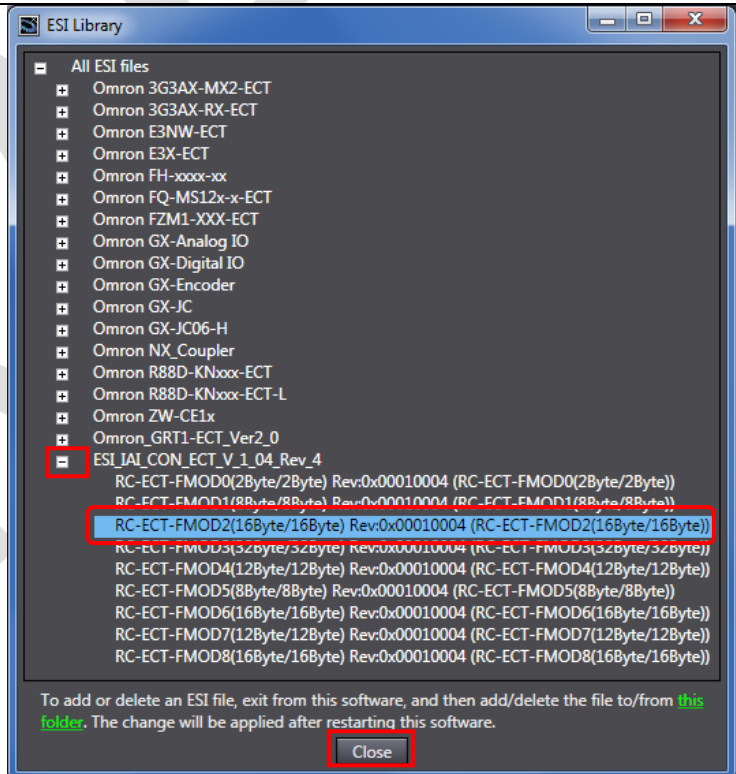 ESI Library
All ESI files
Omron 3G3AX-MX2-ECT
Omron 3G3AX-RX-ECT
Omron E3NW-ECT
Omron E3X-ECT
Omron FH-xxxx-xx
Omron FQ-MS12x-x-ECT
Omron FZM1-XXX-ECT
Omron GX-Analog IO
Omron GX-Digital IO
Omron GX-Encoder
Omron GX-JC
Omron GX-JC06-H
Omron NX_Coupler
Omron R88D-KNxxx-ECT
Omron R88D-KNxxx-ECT-L
Omron ZW-CE1x
Omron_GRT1-ECT_Ver2_0
ESI_IAI_CON_ECT_V_1_04_Rev_4
RC-ECT-FMOD0(2Byte/2Byte) Rev:0x00010004 (RC-ECT-FMOD0(2Byte/2Byte))
RC-ECT-FMOD1(8Byte/8Byte) Rev:0x00010004 (RC-ECT-FMOD1(8Byte/8Byte))
RC-ECT-FMOD2(16Byte/16Byte) Rev:0x00010004 (RC-ECT-FMOD2(16Byte/16Byte))
RC-ECT-FMOD3(32Byte/32Byte) Rev:0x00010004 (RC-ECT-FMOD3(32Byte/32Byte))
RC-ECT-FMOD4(12Byte/12Byte) Rev:0x00010004 (RC-ECT-FMOD4(12Byte/12Byte))
RC-ECT-FMOD5(8Byte/8Byte) Rev:0x00010004 (RC-ECT-FMOD5(8Byte/8Byte))
RC-ECT-FMOD6(16Byte/16Byte) Rev:0x00010004 (RC-ECT-FMOD6(16Byte/16Byte))
RC-ECT-FMOD7(12Byte/12Byte) Rev:0x00010004 (RC-ECT-FMOD7(12Byte/12Byte))
RC-ECT-FMOD8(16Byte/16Byte) Rev:0x00010004 (RC-ECT-FMOD8(16Byte/16Byte))
To add or delete an ESI file, exit from this software, and then add/delete the file to/from this
folder. The change will be applied after restarting this software.
Close